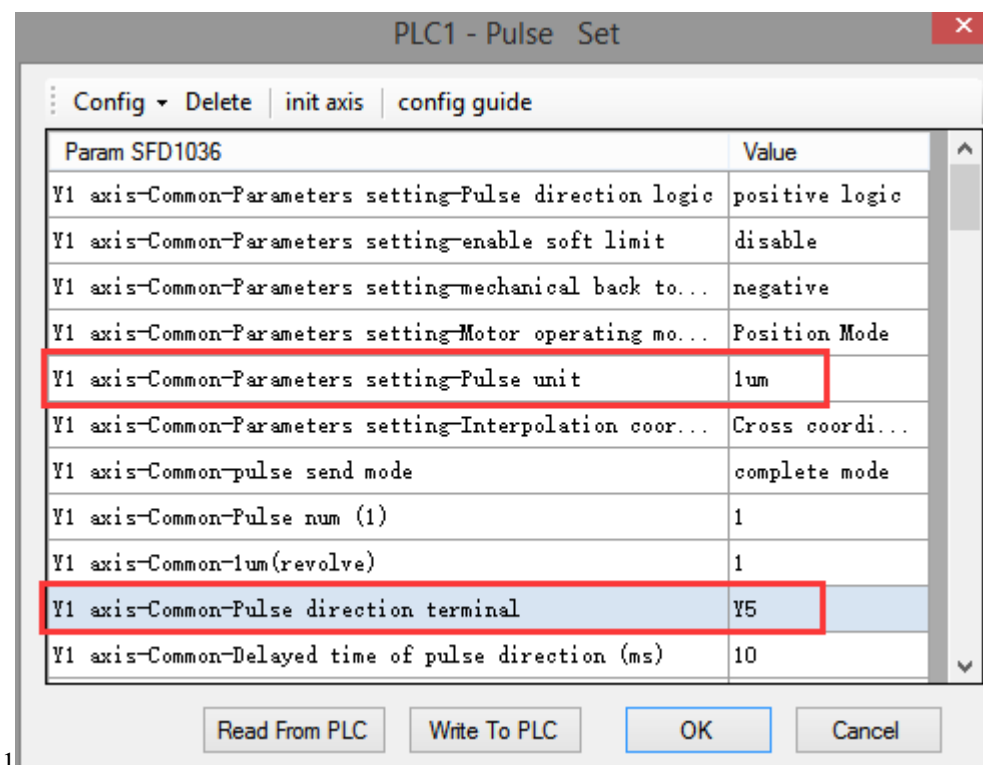 PLC1 - Pulse Set
Config Delete init axis config guide
Param SFD1036 Value
Y1 axis-Common-Parameters setting-Pulse direction logic positive logic
Y1 axis-Common-Parameters setting-enable soft limit disable
Y1 axis-Common-Parameters setting-mechanical back to... negative
Y1 axis-Common-Parameters setting-Motor operating mo... Position Mode
Y1 axis-Common-Parameters setting-Pulse unit 1um
Y1 axis-Common-Parameters setting-Interpolation coor... Cross coordi...
Y1 axis-Common-pulse send mode complete mode
Y1 axis-Common-Pulse num (1) 1
Y1 axis-Common-1um(revolve) 1
Y1 axis-Common-Pulse direction terminal Y5
Y1 axis-Common-Delayed time of pulse direction (ms) 10
Read From PLC Write To PLC OK Cancel
1